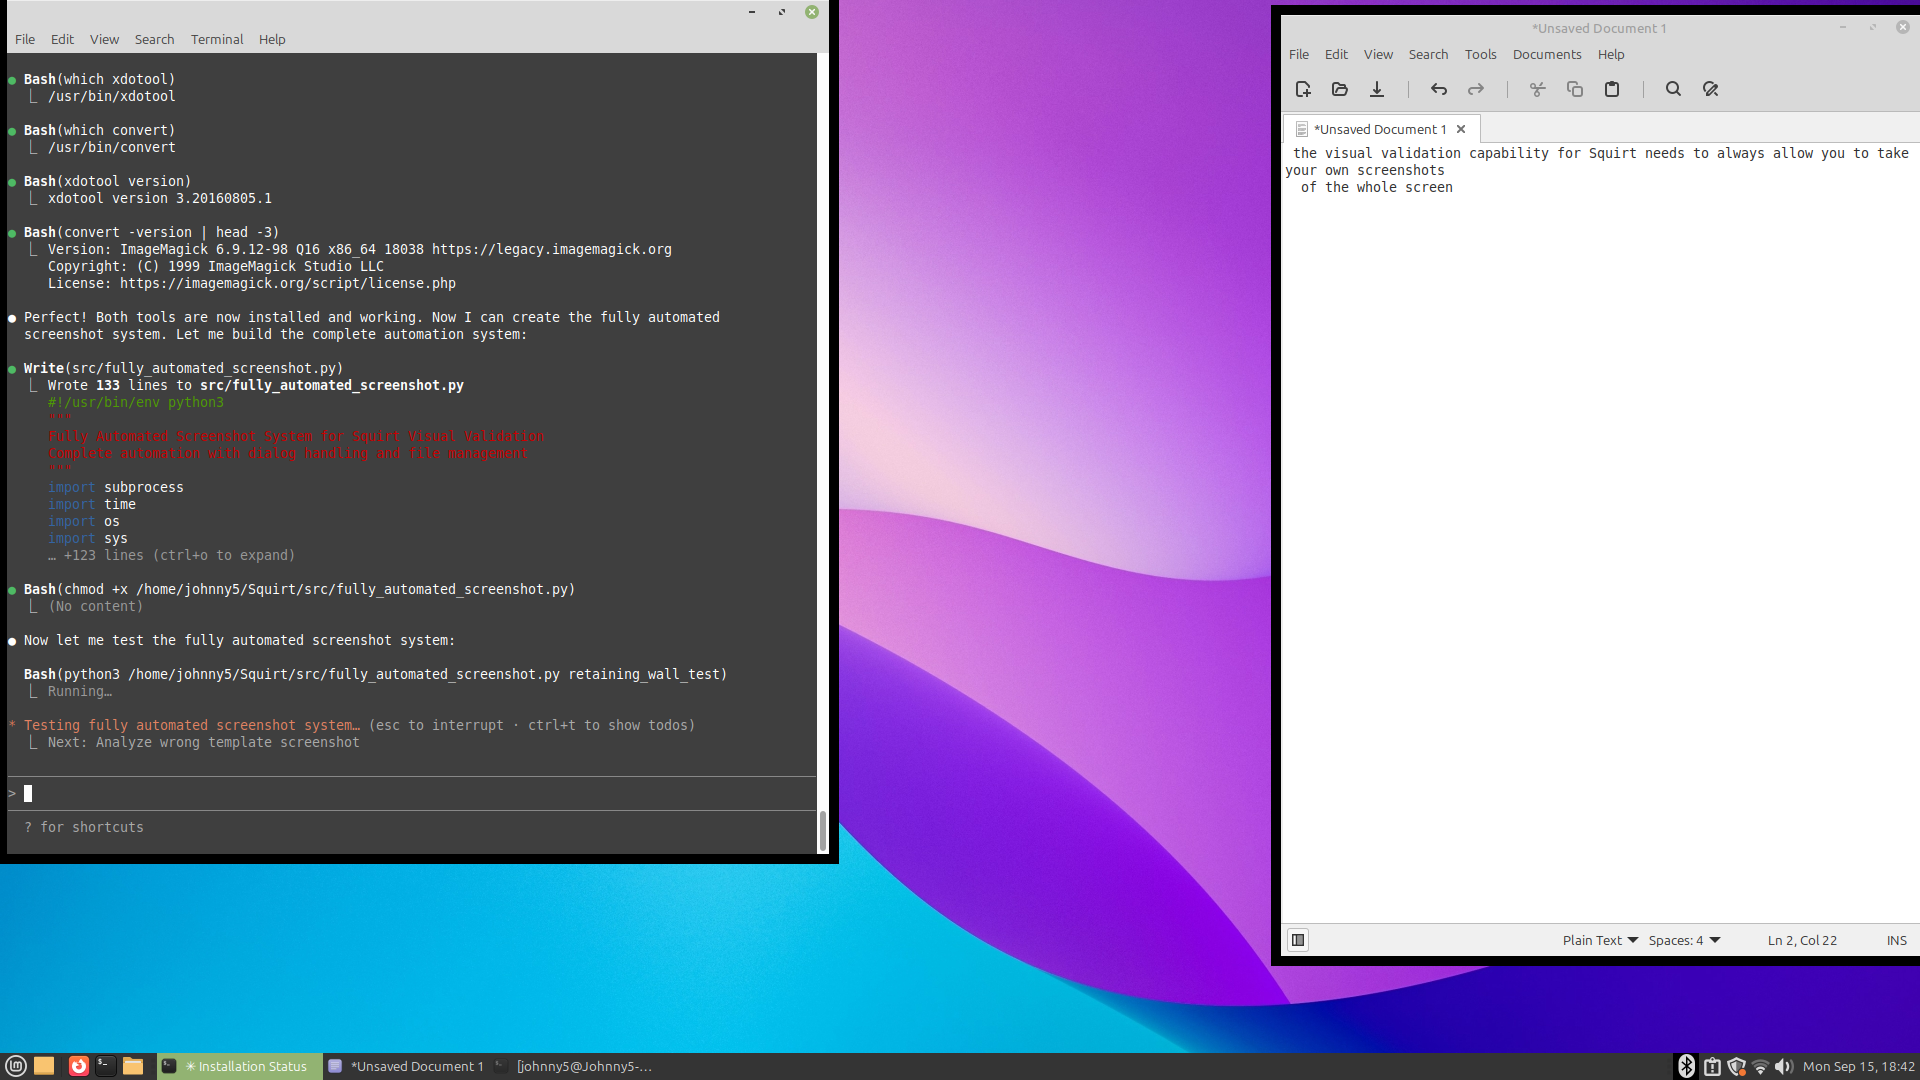 File Edit View Search Terminal Help
● Bash(which xdotool)
⎿ /usr/bin/xdotool
● Bash(which convert)
⎿ /usr/bin/convert
● Bash(xdotool version)
⎿ xdotool version 3.20160805.1
● Bash(convert -version | head -3)
⎿ Version: ImageMagick 6.9.12-98 Q16 x86_64 18038 https://legacy.imagemagick.org
Copyright: (C) 1999 ImageMagick Studio LLC
License: https://imagemagick.org/script/license.php
● Perfect! Both tools are now installed and working. Now I can create the fully automated
screenshot system. Let me build the complete automation system:
● Write(src/fully_automated_screenshot.py)
⎿ Wrote 133 lines to src/fully_automated_screenshot.py
#!/usr/bin/env python3
"""
Fully Automated Screenshot System for Squirt Visual Validation
Complete automation with dialog handling and file management
"""
import subprocess
import time
import os
import sys
… +123 lines (ctrl+o to expand)
● Bash(chmod +x /home/johnny5/Squirt/src/fully_automated_screenshot.py)
⎿ (No content)
● Now let me test the fully automated screenshot system:
Bash(python3 /home/johnny5/Squirt/src/fully_automated_screenshot.py retaining_wall_test)
⎿ Running…
* Testing fully automated screenshot system… (esc to interrupt · ctrl+t to show todos)
⎿ Next: Analyze wrong template screenshot
>
? for shortcuts
*Unsaved Document 1
File Edit View Search Tools Documents Help
*Unsaved Document 1
the visual validation capability for Squirt needs to always allow you to take
your own screenshots
of the whole screen
Plain Text Spaces: 4 Ln 2, Col 22 INS
✳ Installation Status *Unsaved Document 1 [johnny5@Johnny5-... Mon Sep 15, 18:42